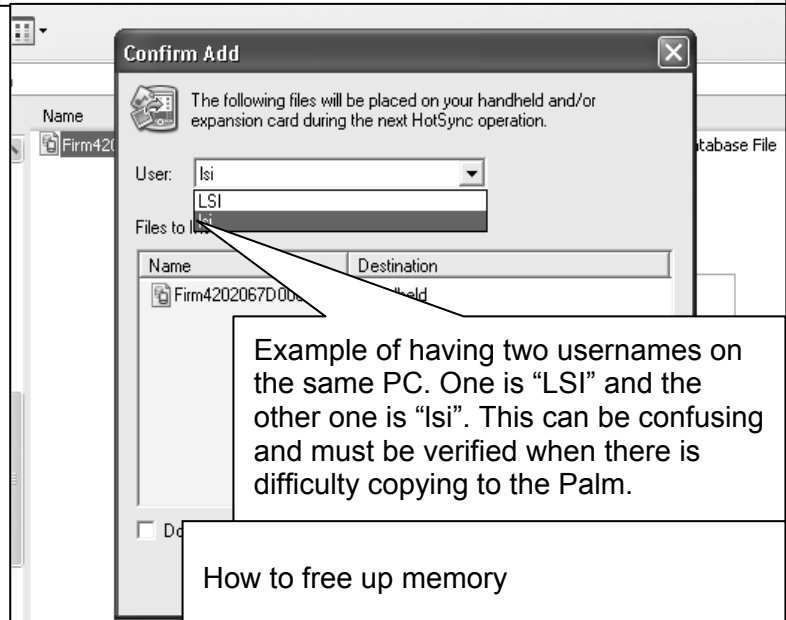 Confirm Add
The following files will be placed on your handheld and/or
expansion card during the next HotSync operation.
Name
Firm420
tabase File
User: lsi
LSI
lsi
Files to
Name Destination
Firm4202067D00
Example of having two usernames on
the same PC. One is “LSI” and the
other one is “lsi”. This can be confusing
and must be verified when there is
difficulty copying to the Palm.
How to free up memory